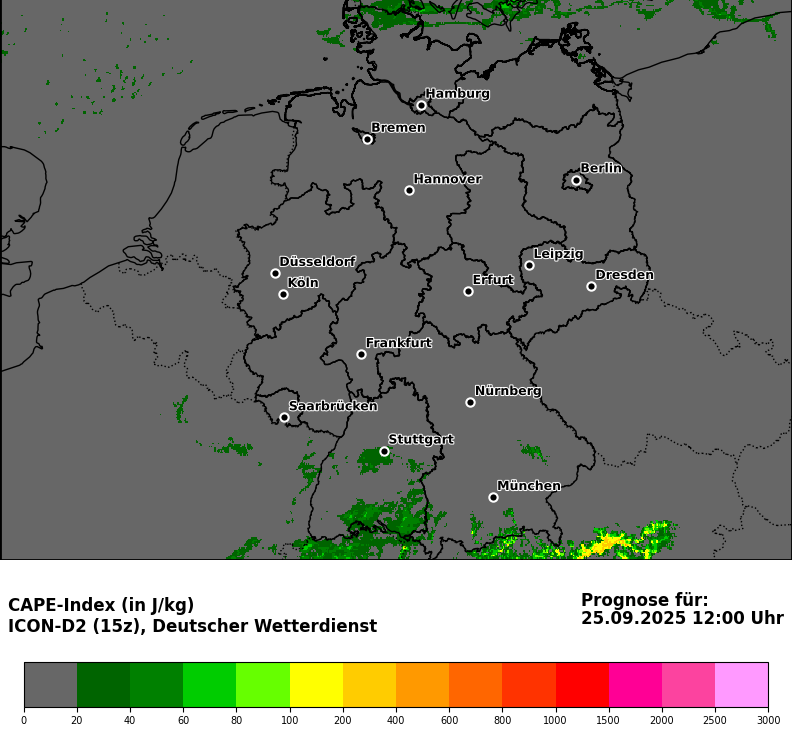 Hamburg
Bremen
Berlin
Hannover
Leipzig
Düsseldorf
Dresden
Erfurt
Köln
Frankfurt
Nürnberg
Saarbrücken
Stuttgart
München
CAPE-Index (in J/kg)
ICON-D2 (15z), Deutscher Wetterdienst
Prognose für:
25.09.2025 12:00 Uhr
0 20 40 60 80 100 200 400 600 800 1000 1500 2000 2500 3000